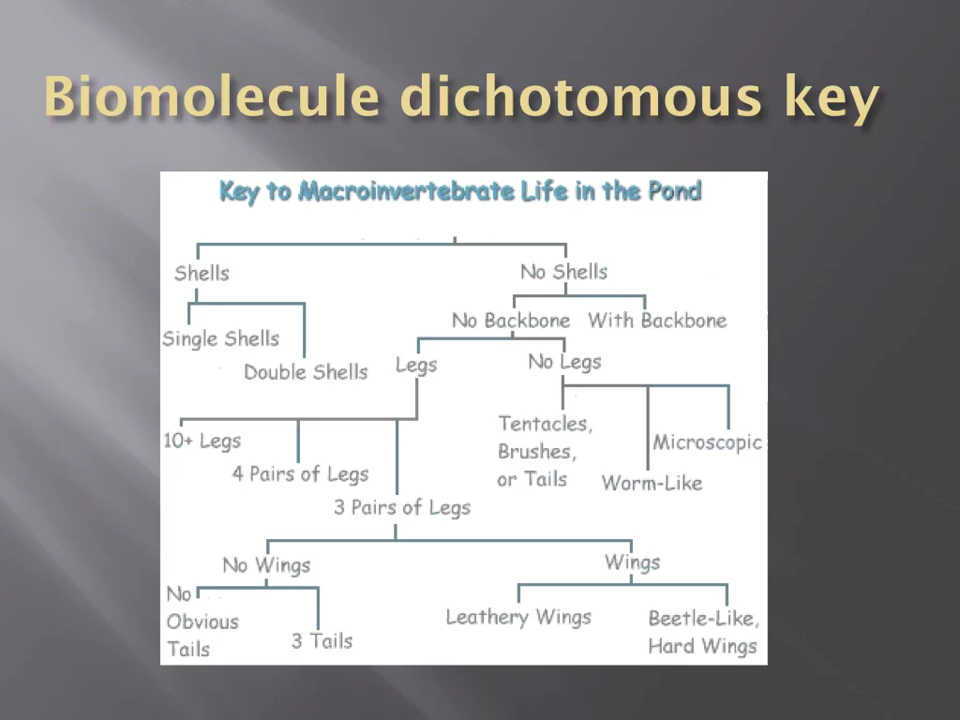 Biomolecule dichotomous key
Key to Macroinvertebrate Life in the Pond
Shells
No Shells
Single Shells
No Backbone
With Backbone
Double Shells
Legs
No Legs
10+ Legs
4 Pairs of Legs
3 Pairs of Legs
Tentacles,
Brushes,
or Tails
Worm-Like
Microscopic
No Wings
Wings
No
Obvious
Tails
3 Tails
Leathery Wings
Beetle-Like,
Hard Wings